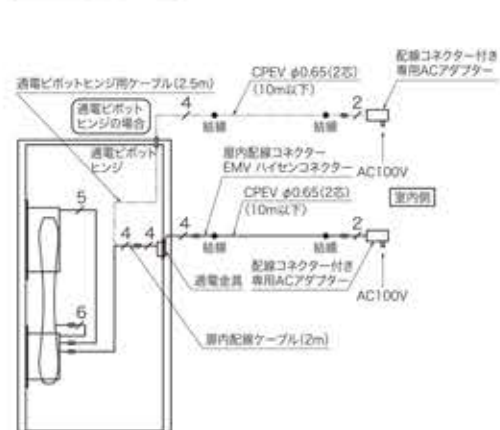 配線コネクター付き
専用ACアダプター
CPEV φ0.65(2芯)
(10m以下)
通電ピボットヒンジ用ケーブル(2.5m)
4
2
通電ピボット
ヒンジの場合
結線
結線
通電ピボット
ヒンジ
屋内配線コネクター
EMV ハイセンコネクター
AC100V
CPEV φ0.65(2芯)
(10m以下)
室内側
5
4
4
4
2
結線
結線
通電金具
配線コネクター付き
専用ACアダプター
AC100V
6
扉内配線ケーブル(2m)